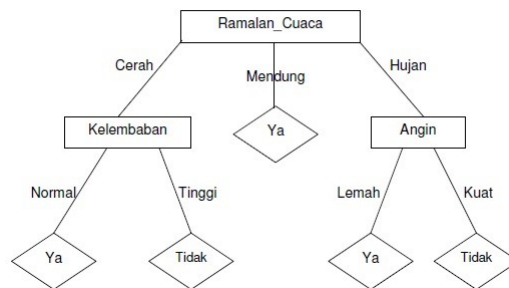 Ramalan_Cuaca
Cerah
Mendung
Hujan
Kelembaban
Ya
Angin
Normal
Tinggi
Lemah
Kuat
Ya
Tidak
Ya
Tidak